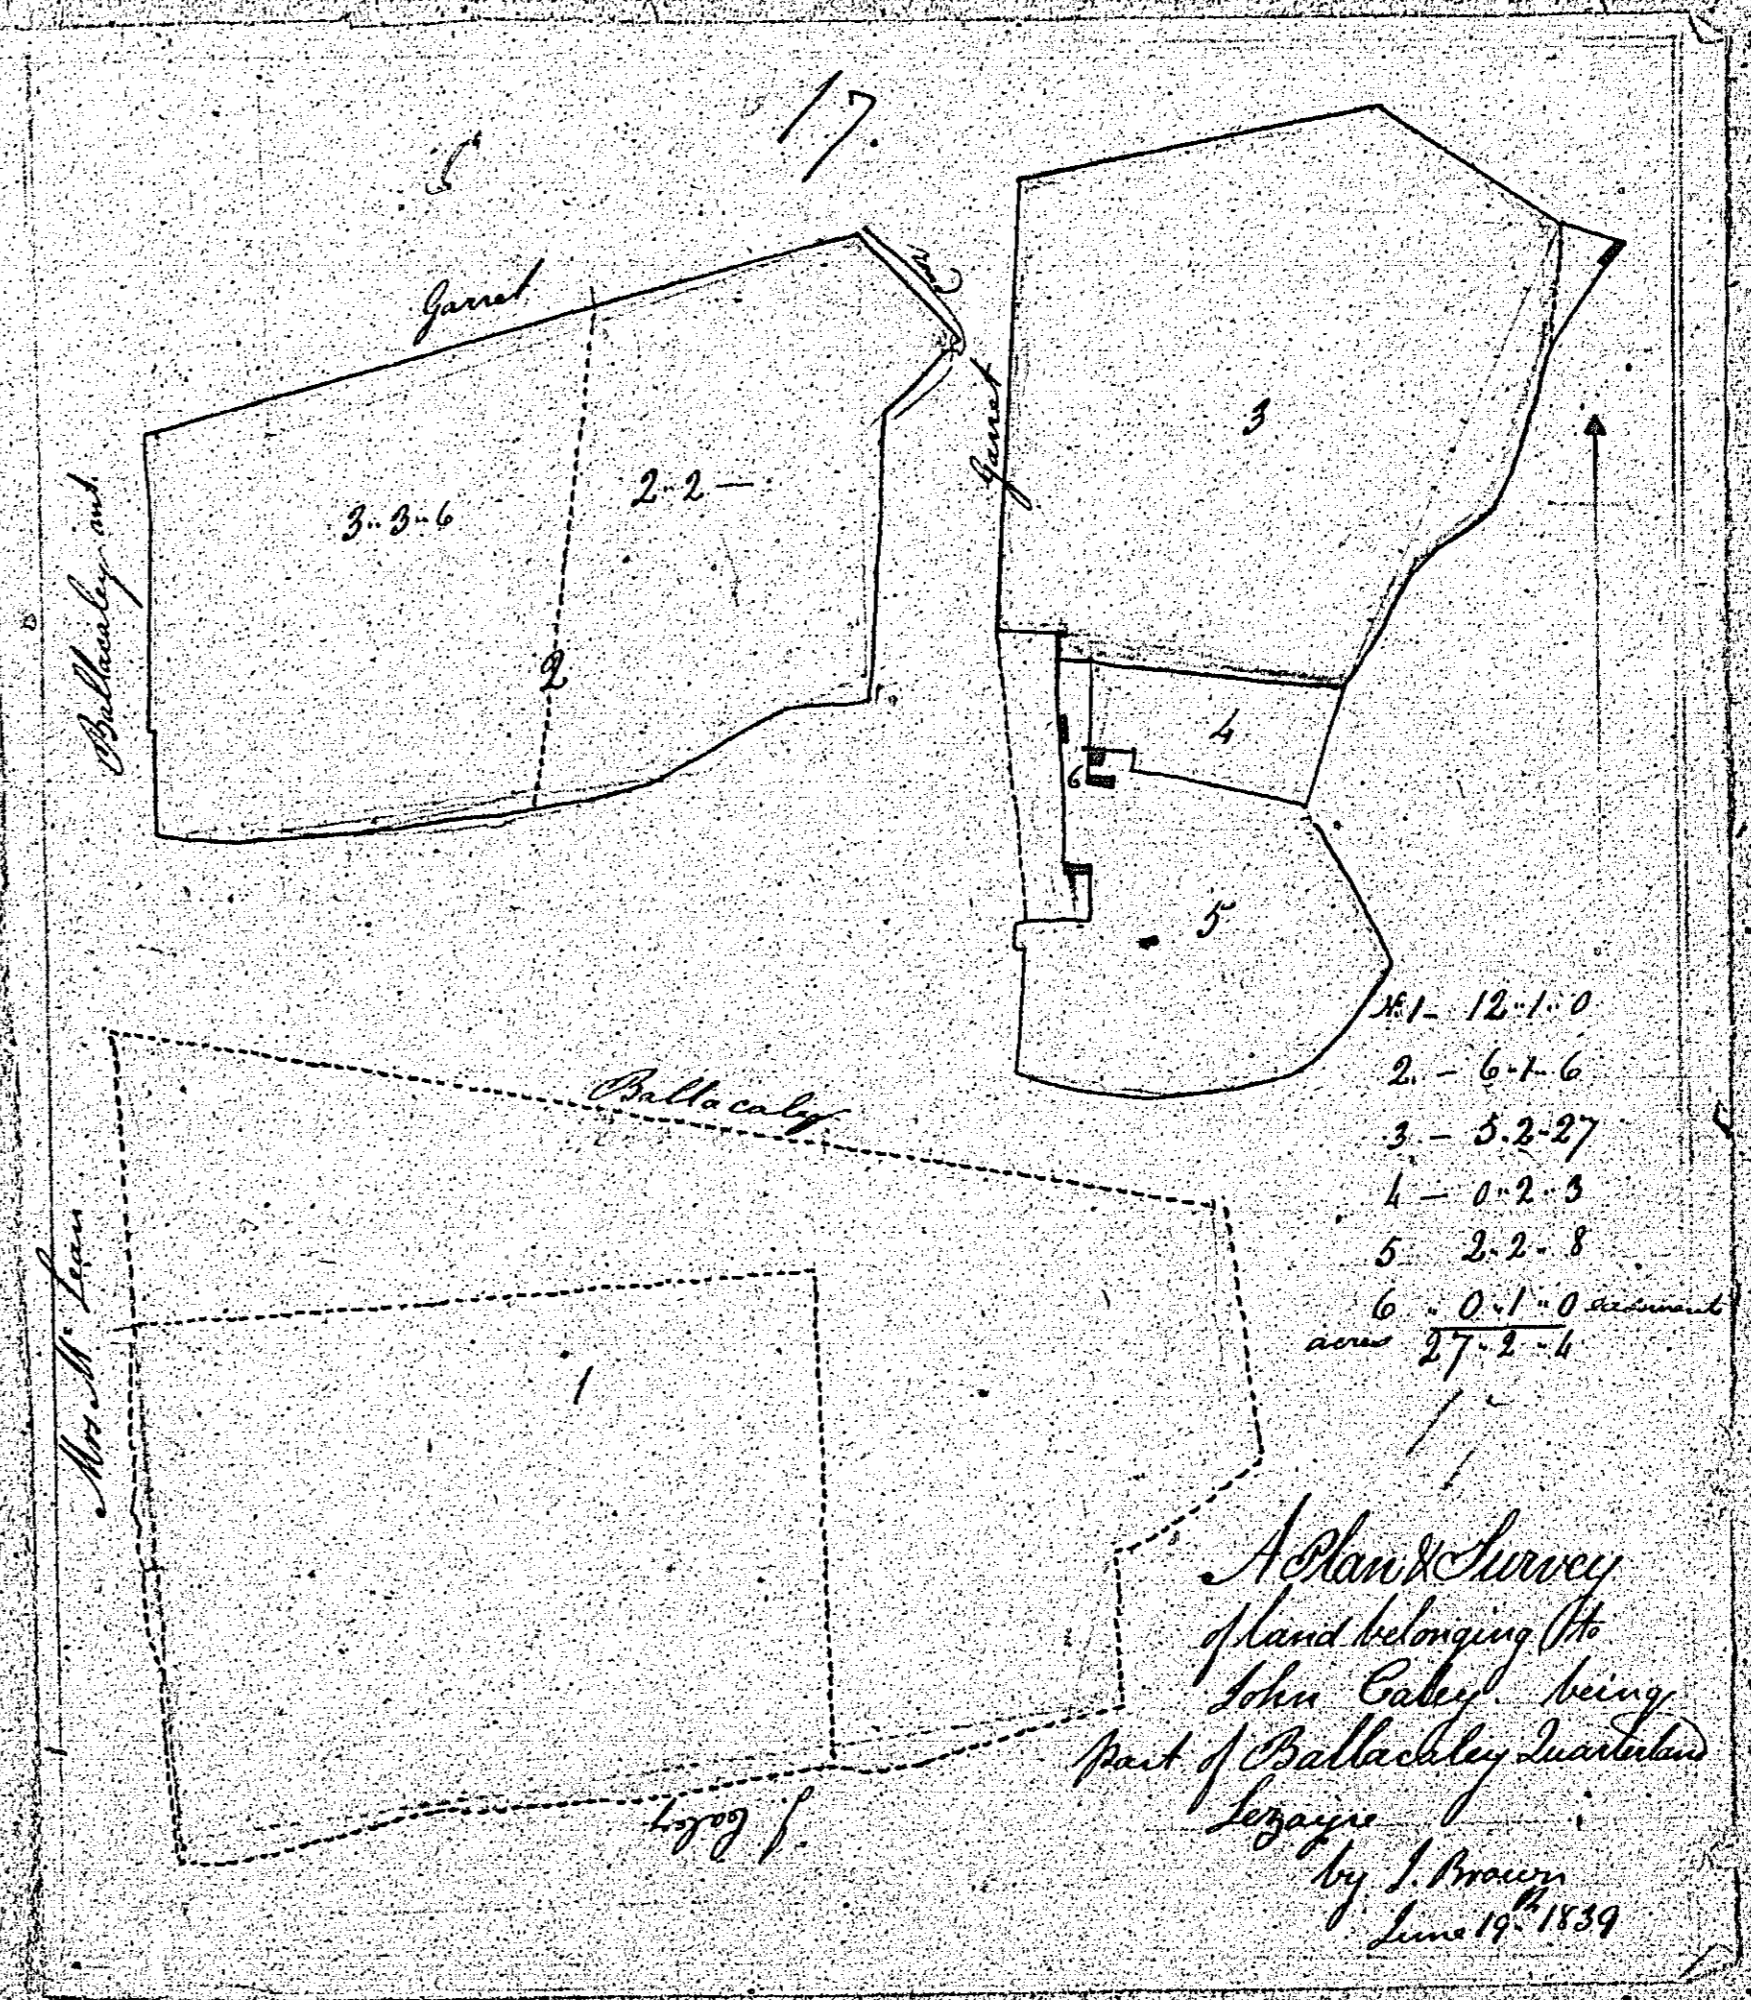 17.
Garret
3..3..6
2..2 —
2
Garret
3
4
6
5
Ballacaley
1
Mrs Mc Lean
J. Caley
No. 1 – 12..1..0
2. – 6-1-6
3 – 5.2-27
4 – 0..2..3
5 2-2-8
6 .. 0..1..0 easement
acres 27-2-4
A Plan & Survey
of land belonging to
John Caley being
part of Ballacaley Quarterland
Lezayre
by J. Brown
June 19th 1839